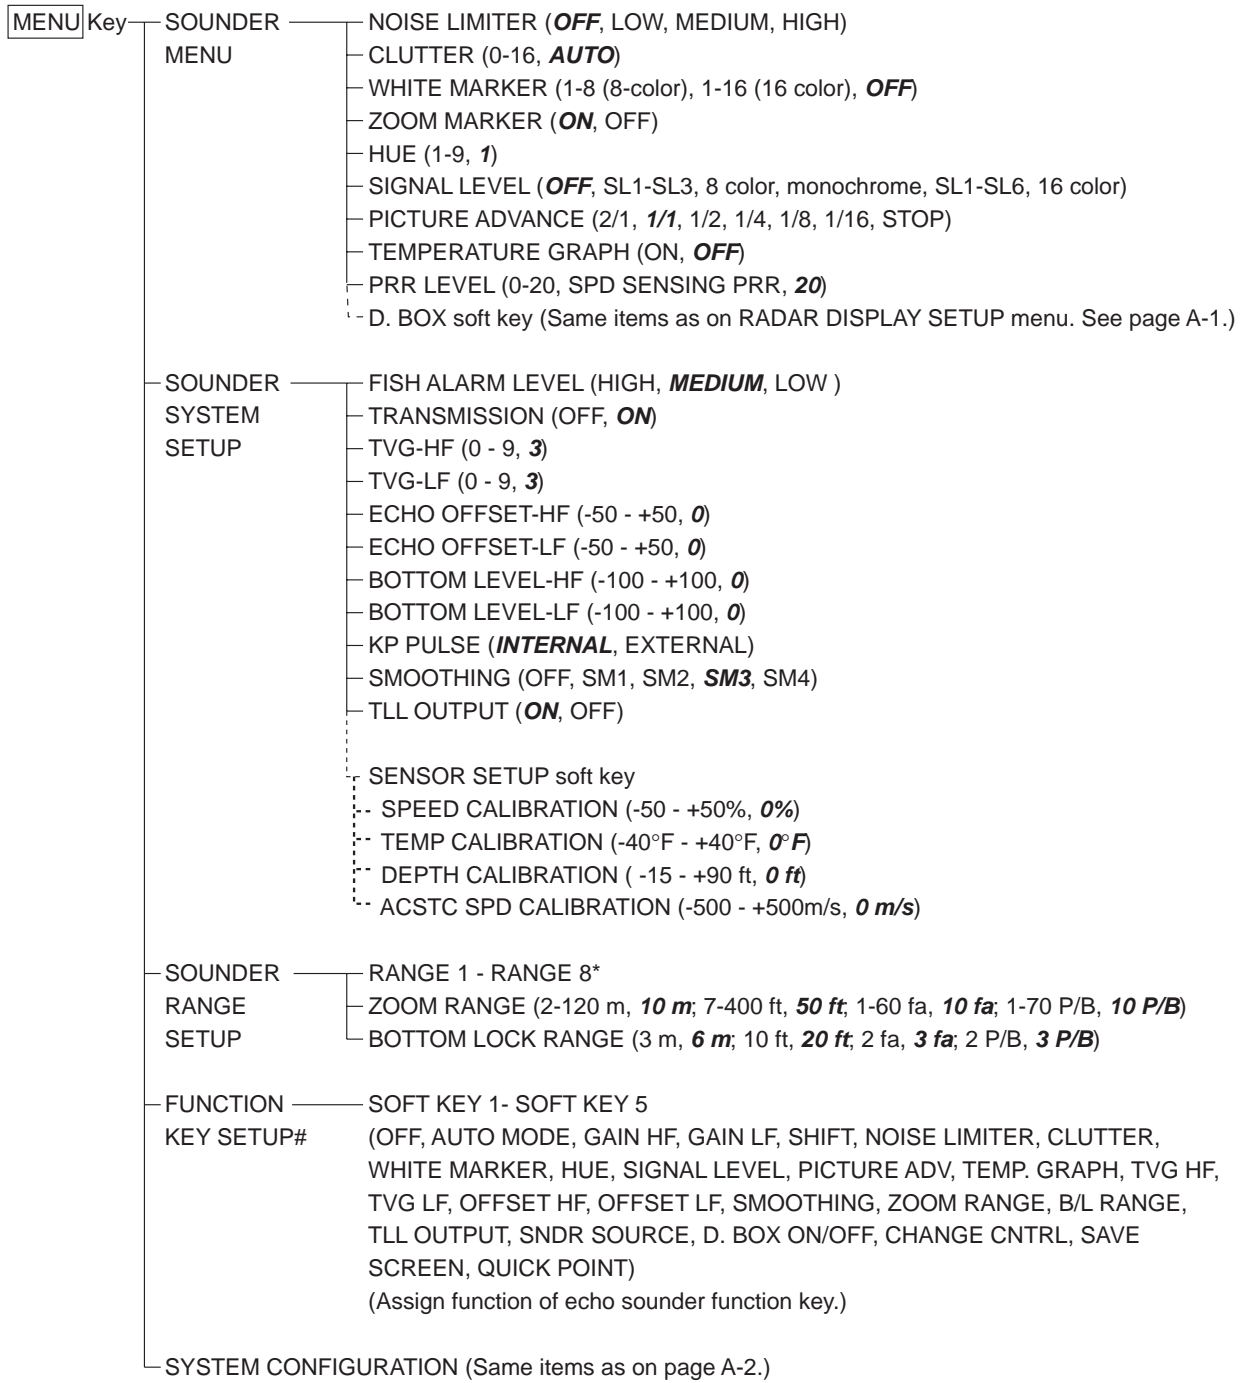 MENU Key SOUNDER NOISE LIMITER (OFF, LOW, MEDIUM, HIGH)
MENU CLUTTER (0-16, AUTO)
WHITE MARKER (1-8 (8-color), 1-16 (16 color), OFF)
ZOOM MARKER (ON, OFF)
HUE (1-9, 1)
SIGNAL LEVEL (OFF, SL1-SL3, 8 color, monochrome, SL1-SL6, 16 color)
PICTURE ADVANCE (2/1, 1/1, 1/2, 1/4, 1/8, 1/16, STOP)
TEMPERATURE GRAPH (ON, OFF)
PRR LEVEL (0-20, SPD SENSING PRR, 20)
D. BOX soft key (Same items as on RADAR DISPLAY SETUP menu. See page A-1.)
SOUNDER FISH ALARM LEVEL (HIGH, MEDIUM, LOW )
SYSTEM TRANSMISSION (OFF, ON)
SETUP TVG-HF (0 - 9, 3)
TVG-LF (0 - 9, 3)
ECHO OFFSET-HF (-50 - +50, 0)
ECHO OFFSET-LF (-50 - +50, 0)
BOTTOM LEVEL-HF (-100 - +100, 0)
BOTTOM LEVEL-LF (-100 - +100, 0)
KP PULSE (INTERNAL, EXTERNAL)
SMOOTHING (OFF, SM1, SM2, SM3, SM4)
TLL OUTPUT (ON, OFF)
SENSOR SETUP soft key
SPEED CALIBRATION (-50 - +50%, 0%)
TEMP CALIBRATION (-40°F - +40°F, 0°F)
DEPTH CALIBRATION ( -15 - +90 ft, 0 ft)
ACSTC SPD CALIBRATION (-500 - +500m/s, 0 m/s)
SOUNDER RANGE 1 - RANGE 8*
RANGE ZOOM RANGE (2-120 m, 10 m; 7-400 ft, 50 ft; 1-60 fa, 10 fa; 1-70 P/B, 10 P/B)
SETUP BOTTOM LOCK RANGE (3 m, 6 m; 10 ft, 20 ft; 2 fa, 3 fa; 2 P/B, 3 P/B)
FUNCTION SOFT KEY 1- SOFT KEY 5
KEY SETUP# (OFF, AUTO MODE, GAIN HF, GAIN LF, SHIFT, NOISE LIMITER, CLUTTER,
WHITE MARKER, HUE, SIGNAL LEVEL, PICTURE ADV, TEMP. GRAPH, TVG HF,
TVG LF, OFFSET HF, OFFSET LF, SMOOTHING, ZOOM RANGE, B/L RANGE,
TLL OUTPUT, SNDR SOURCE, D. BOX ON/OFF, CHANGE CNTRL, SAVE
SCREEN, QUICK POINT)
(Assign function of echo sounder function key.)
SYSTEM CONFIGURATION (Same items as on page A-2.)